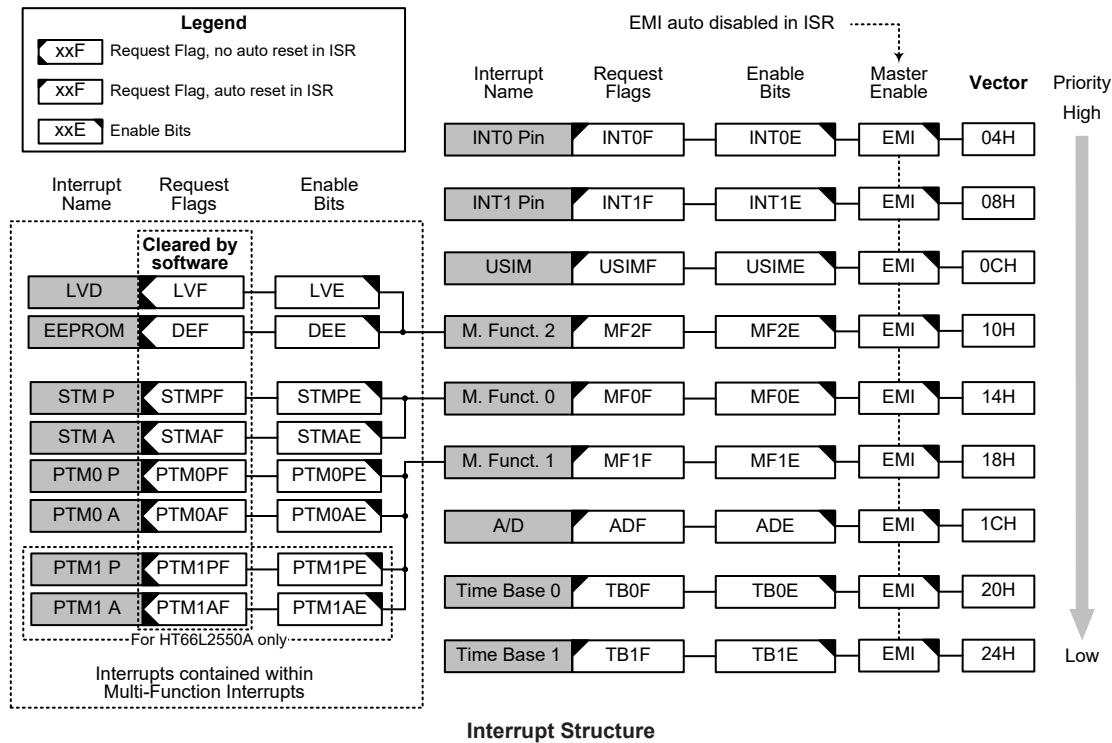 Legend
xxF Request Flag, no auto reset in ISR
xxF Request Flag, auto reset in ISR
xxE Enable Bits
EMI auto disabled in ISR
Interrupt Name Request Flags Enable Bits Master Enable Vector Priority
High
INT0 Pin INT0F INT0E EMI 04H
INT1 Pin INT1F INT1E EMI 08H
USIM USIMF USIME EMI 0CH
M. Funct. 2 MF2F MF2E EMI 10H
M. Funct. 0 MF0F MF0E EMI 14H
M. Funct. 1 MF1F MF1E EMI 18H
A/D ADF ADE EMI 1CH
Time Base 0 TB0F TB0E EMI 20H
Time Base 1 TB1F TB1E EMI 24H
Low
Interrupt Name Request Flags Enable Bits
Cleared by
software
LVD LVF LVE
EEPROM DEF DEE
STM P STMPF STMPE
STM A STMAF STMAE
PTM0 P PTM0PF PTM0PE
PTM0 A PTM0AF PTM0AE
PTM1 P PTM1PF PTM1PE
PTM1 A PTM1AF PTM1AE
For HT66L2550A only
Interrupts contained within
Multi-Function Interrupts
Interrupt Structure